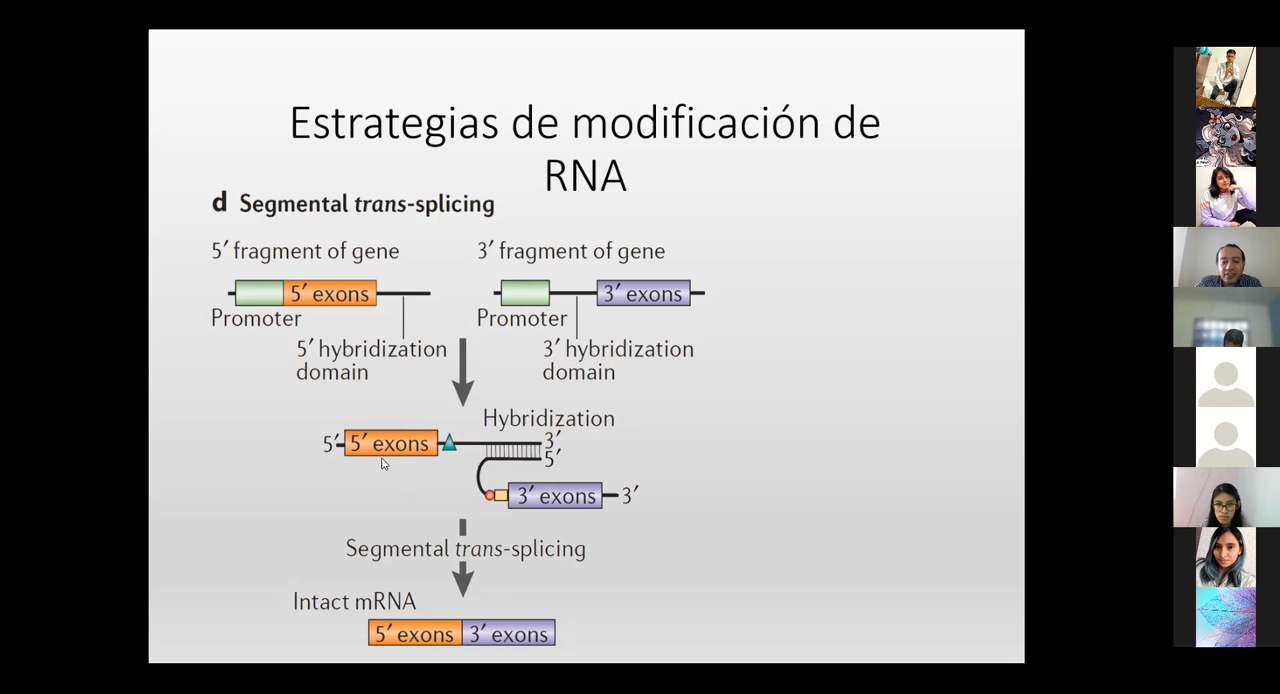 Estrategias de modificación de
RNA
d Segmental trans-splicing
5′ fragment of gene
3′ fragment of gene
5′ exons
3′ exons
Promoter
Promoter
5′ hybridization
domain
3′ hybridization
domain
Hybridization
5′ 5′ exons 3′
5′
3′ exons 3′
Segmental trans-splicing
Intact mRNA
5′ exons 3′ exons